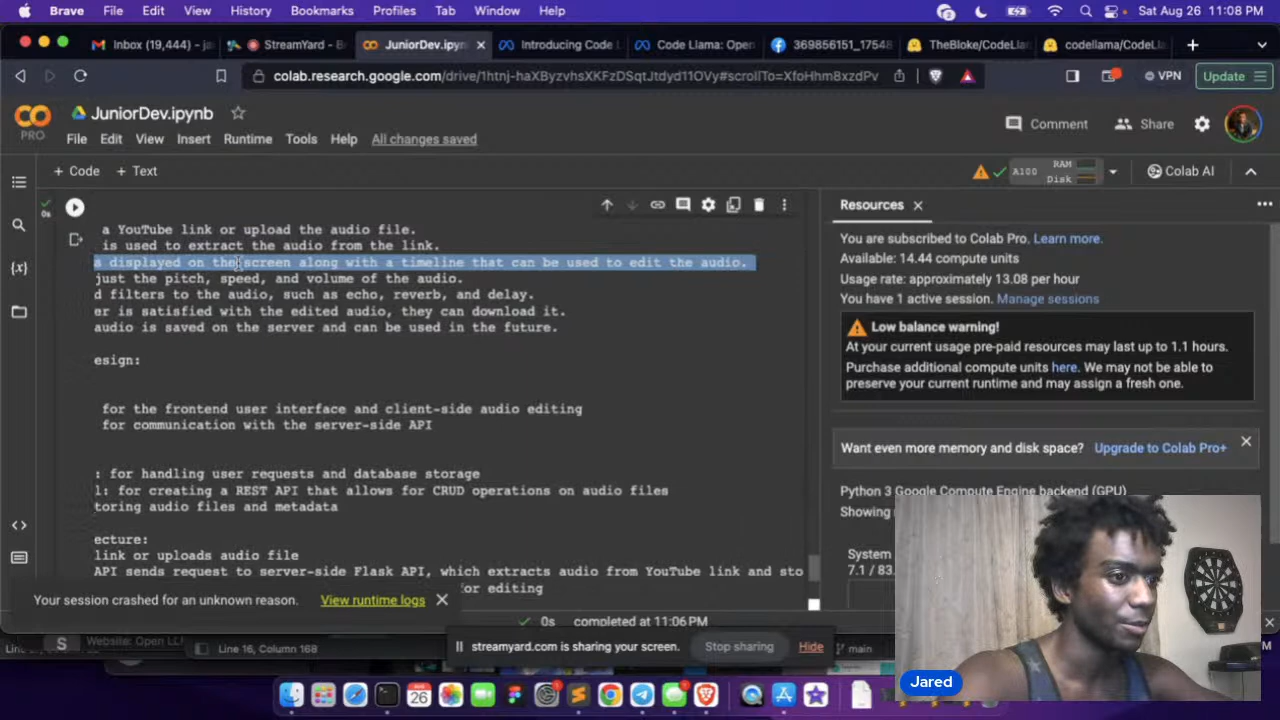 Brave File Edit View History Bookmarks Profiles Tab Window Help Sat Aug 26 11:08 PM
Inbox (19,444) - ja StreamYard - B JuniorDev.ipynb Introducing Code Code Llama: Open 369856151_17548 TheBloke/CodeLla codellama/CodeL
colab.research.google.com/drive/1htnj-haXByzvhsXKFzDSqtJtdyd11OVy#scrollTo=XfoHhm8xzdPv VPN Update
JuniorDev.ipynb
PRO
File Edit View Insert Runtime Tools Help All changes saved
Comment Share
+ Code + Text
A100 RAM Disk Colab AI
0s
a YouTube link or upload the audio file.
is used to extract the audio from the link.
s displayed on the screen along with a timeline that can be used to edit the audio.
just the pitch, speed, and volume of the audio.
d filters to the audio, such as echo, reverb, and delay.
er is satisfied with the edited audio, they can download it.
audio is saved on the server and can be used in the future.
esign:
for the frontend user interface and client-side audio editing
for communication with the server-side API
: for handling user requests and database storage
l: for creating a REST API that allows for CRUD operations on audio files
toring audio files and metadata
ecture:
link or uploads audio file
API sends request to server-side Flask API, which extracts audio from YouTube link and sto
for editing
Resources
You are subscribed to Colab Pro. Learn more.
Available: 14.44 compute units
Usage rate: approximately 13.08 per hour
You have 1 active session. Manage sessions
Low balance warning!
At your current usage pre-paid resources may last up to 1.1 hours.
Purchase additional compute units here. We may not be able to
preserve your current runtime and may assign a fresh one.
Want even more memory and disk space? Upgrade to Colab Pro+
Python 3 Google Compute Engine backend (GPU)
Showing
System
7.1 / 83.
Your session crashed for an unknown reason. View runtime logs
0s completed at 11:06 PM
Website: Open LL
Line 16, Column 168
main
streamyard.com is sharing your screen. Stop sharing Hide
Jared
AUG
26